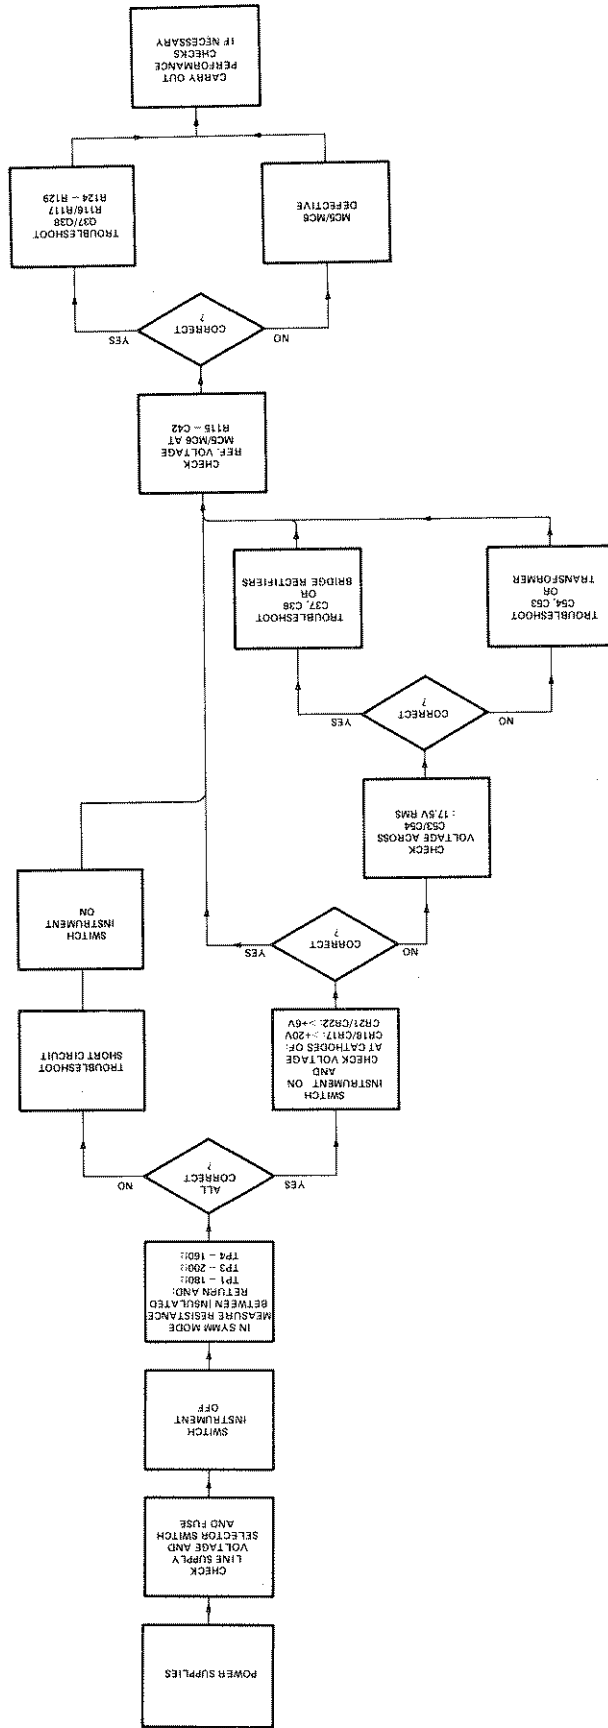 POWER SUPPLIES
CHECK
LINE SUPPLY
VOLTAGE AND
SELECTOR SWITCH
AND FUSE
SWITCH
INSTRUMENT
OFF
IN SYMM MODE
MEASURE RESISTANCE
BETWEEN INSULATED
RETURN AND:
TP1 – 180Ω
TP3 – 200Ω
TP4 – 160Ω
ALL
CORRECT
?
NO
YES
TROUBLESHOOT
SHORT CIRCUIT
SWITCH
INSTRUMENT
ON
SWITCH
INSTRUMENT ON
AND
CHECK VOLTAGE
AT CATHODES OF:
CR18/CR17: >+20V
CR21/CR22: >+6V
CORRECT
?
YES
NO
CHECK
VOLTAGE ACROSS
C53/C54
: 17.5V RMS
CORRECT
?
YES
NO
TROUBLESHOOT
C37, C38
OR
BRIDGE RECTIFIERS
TROUBLESHOOT
C54, C53
OR
TRANSFORMER
CHECK
REF. VOLTAGE
MC5/MC6 AT
R115 – C42
CORRECT
?
YES
NO
TROUBLESHOOT
Q37/Q38
R116/R117
R124 – R129
MC5/MC6
DEFECTIVE
CARRY OUT
PERFORMANCE
CHECKS
IF NECESSARY